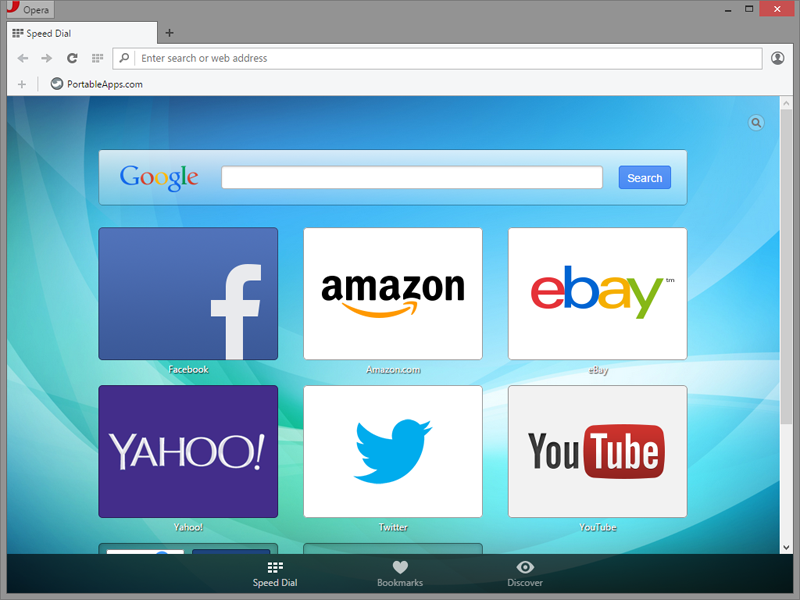 Opera
Speed Dial
Enter search or web address
PortableApps.com
Google
Search
f
amazon
ebay™
Facebook
Amazon.com
eBay
YAHOO!
YouTube
Yahoo!
Twitter
YouTube
Speed Dial
Bookmarks
Discover